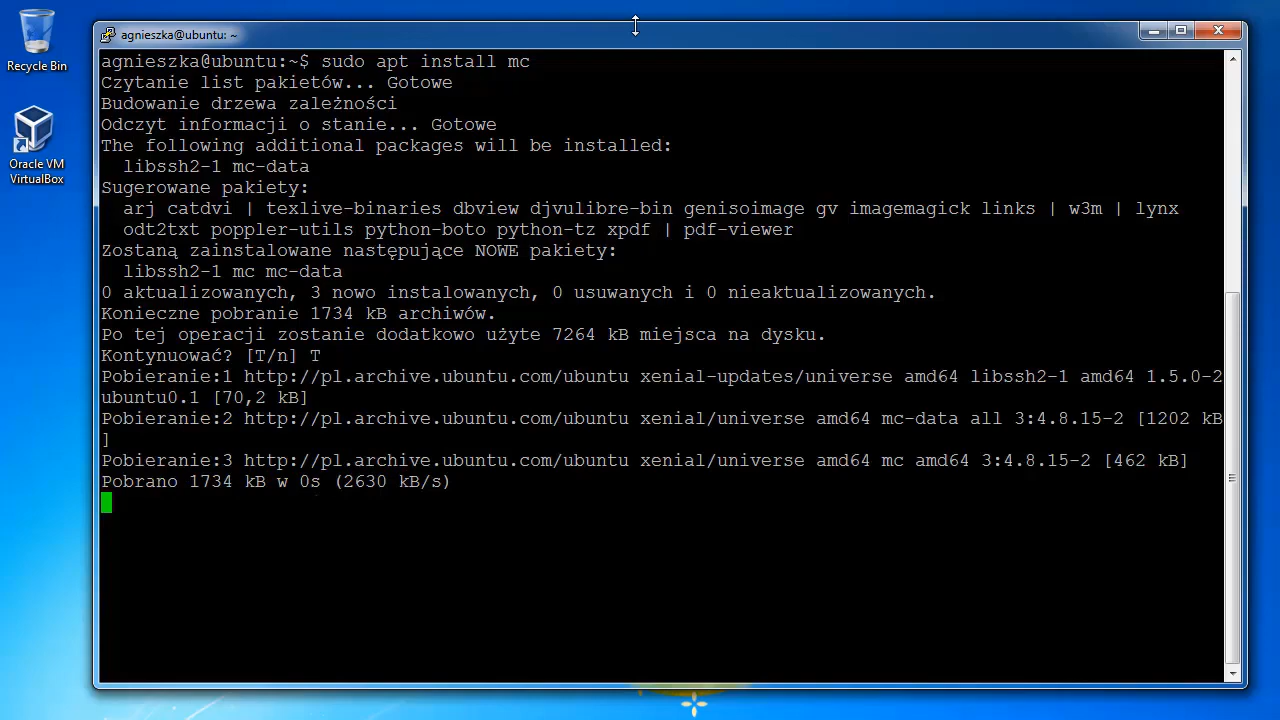 Recycle Bin
Oracle VM
VirtualBox
agnieszka@ubuntu: ~
agnieszka@ubuntu:~$ sudo apt install mc
Czytanie list pakietów... Gotowe
Budowanie drzewa zależności
Odczyt informacji o stanie... Gotowe
The following additional packages will be installed:
  libssh2-1 mc-data
Sugerowane pakiety:
  arj catdvi | texlive-binaries dbview djvulibre-bin genisoimage gv imagemagick links | w3m | lynx
  odt2txt poppler-utils python-boto python-tz xpdf | pdf-viewer
Zostaną zainstalowane następujące NOWE pakiety:
  libssh2-1 mc mc-data
0 aktualizowanych, 3 nowo instalowanych, 0 usuwanych i 0 nieaktualizowanych.
Konieczne pobranie 1734 kB archiwów.
Po tej operacji zostanie dodatkowo użyte 7264 kB miejsca na dysku.
Kontynuować? [T/n] T
Pobieranie:1 http://pl.archive.ubuntu.com/ubuntu xenial-updates/universe amd64 libssh2-1 amd64 1.5.0-2
ubuntu0.1 [70,2 kB]
Pobieranie:2 http://pl.archive.ubuntu.com/ubuntu xenial/universe amd64 mc-data all 3:4.8.15-2 [1202 kB
]
Pobieranie:3 http://pl.archive.ubuntu.com/ubuntu xenial/universe amd64 mc amd64 3:4.8.15-2 [462 kB]
Pobrano 1734 kB w 0s (2630 kB/s)